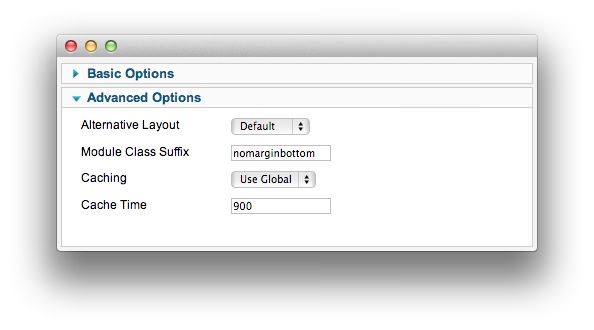 Basic Options
Advanced Options
Alternative Layout Default
Module Class Suffix nomarginbottom
Caching Use Global
Cache Time 900